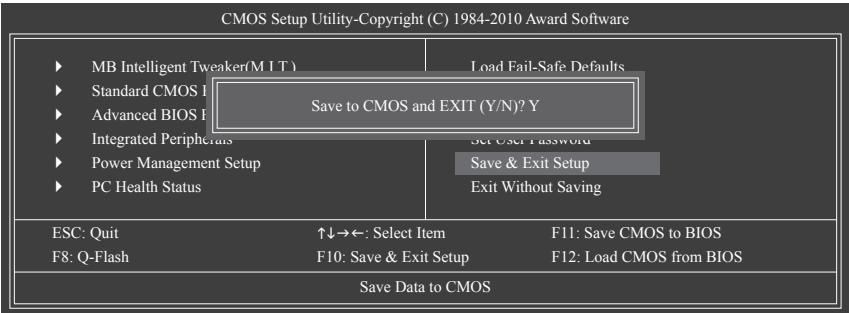 CMOS Setup Utility-Copyright (C) 1984-2010 Award Software
MB Intelligent Tweaker(M.I.T.)
Load Fail-Safe Defaults
Standard CMOS
Advanced BIOS
Save to CMOS and EXIT (Y/N)? Y
Integrated Peripherals
Set User Password
Power Management Setup
Save & Exit Setup
PC Health Status
Exit Without Saving
ESC: Quit
↑↓→←: Select Item
F11: Save CMOS to BIOS
F8: Q-Flash
F10: Save & Exit Setup
F12: Load CMOS from BIOS
Save Data to CMOS